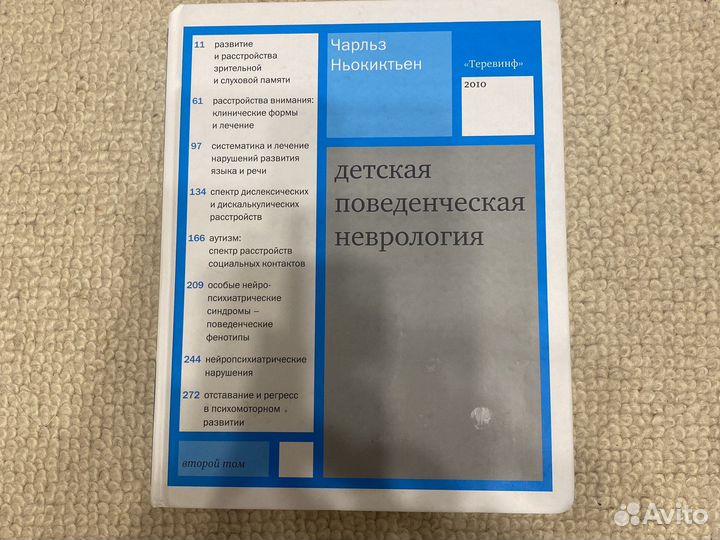 11 развитие
и расстройства
зрительной
и слуховой памяти
61 расстройства внимания:
клинические формы
и лечение
97 систематика и лечение
нарушений развития
языка и речи
134 спектр дислексических
и дискалькулических
расстройств
166 аутизм:
спектр расстройств
социальных контактов
209 особые нейро-
психиатрические
синдромы –
поведенческие
фенотипы
244 нейропсихиатрические
нарушения
272 отставание и регресс
в психомоторном
развитии
второй том
Чарльз
Ньокиктьен
«Теревинф»
2010
детская
поведенческая
неврология
Avito